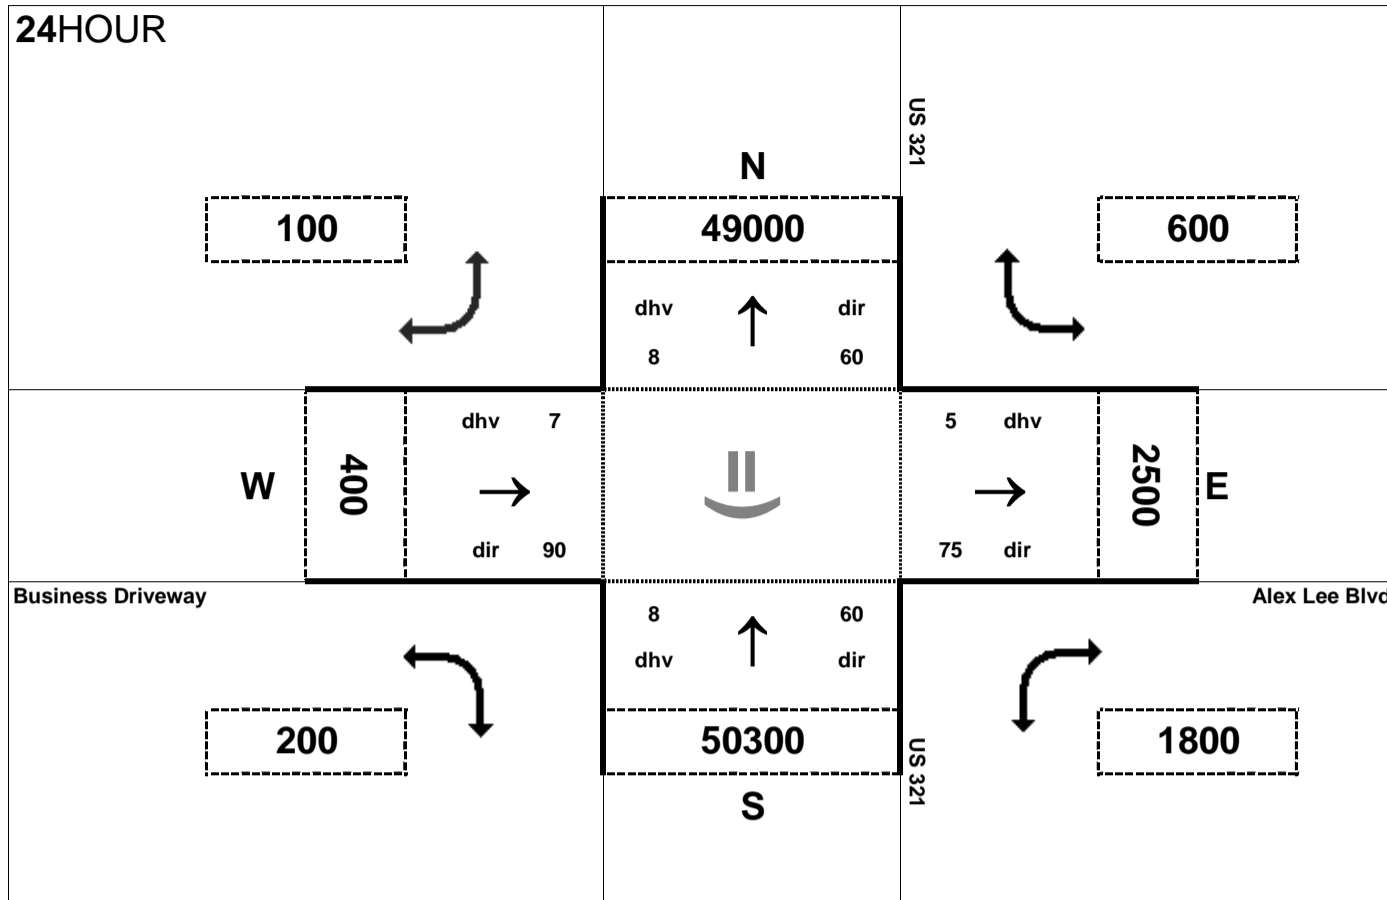 24HOUR
US 321
N
100
49000
600
dhv
dir
8
60
dhv 7
5 dhv
W
400
2500
E
dir 90
75 dir
Business Driveway
Alex Lee Blvd
8
60
dhv
dir
200
50300
1800
US 321
S